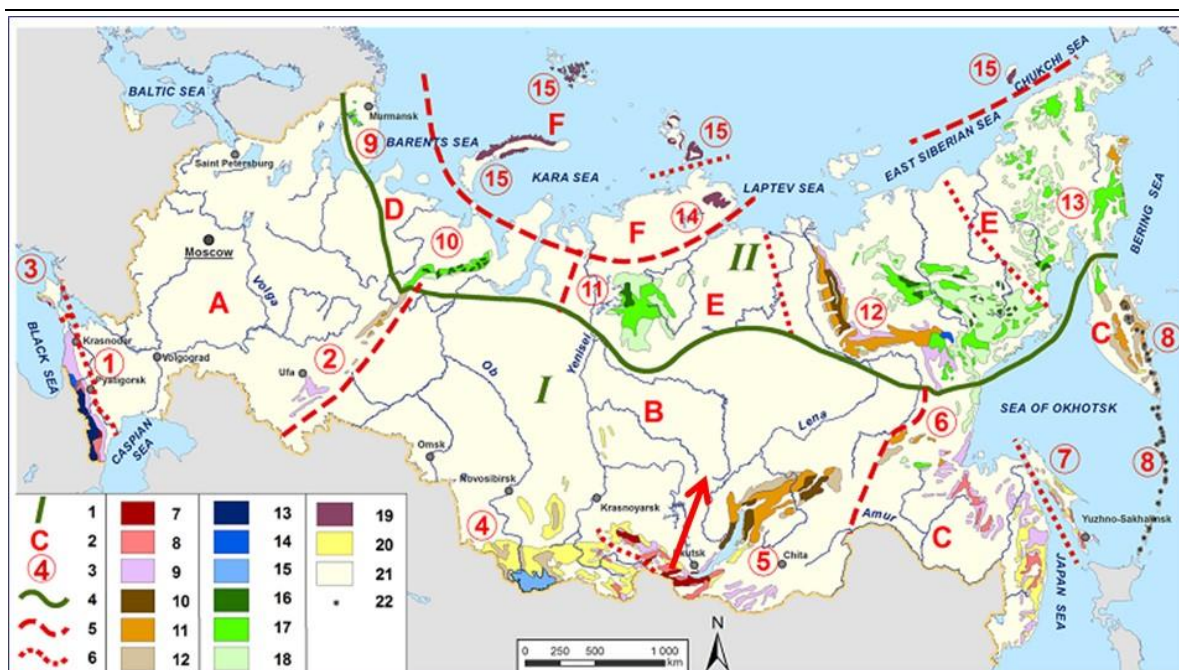 BALTIC SEA
Murmansk
BARENTS SEA
Saint Petersburg
KARA SEA
LAPTEV SEA
EAST SIBERIAN SEA
CHUKCHI SEA
BERING SEA
15
15
15
15
F
9
D
F
14
E
13
Moscow
10
II
3
A
Volga
11
E
12
C
8
BLACK SEA
Krasnodar
1
Volgograd
Pyatigorsk
2
Ufa
Ob
I
Yenisei
B
Lena
6
SEA OF OKHOTSK
CASPIAN SEA
Omsk
Novosibirsk
Krasnoyarsk
4
kutsk
5
Chita
Amur
C
7
8
Yuzhno-Sakhalinsk
JAPAN SEA
1 7 13 19
C 2 8 14 20
4 3 9 15 21
4 10 16 22
5 11 17
6 12 18
0 250 500 1 000
km
N